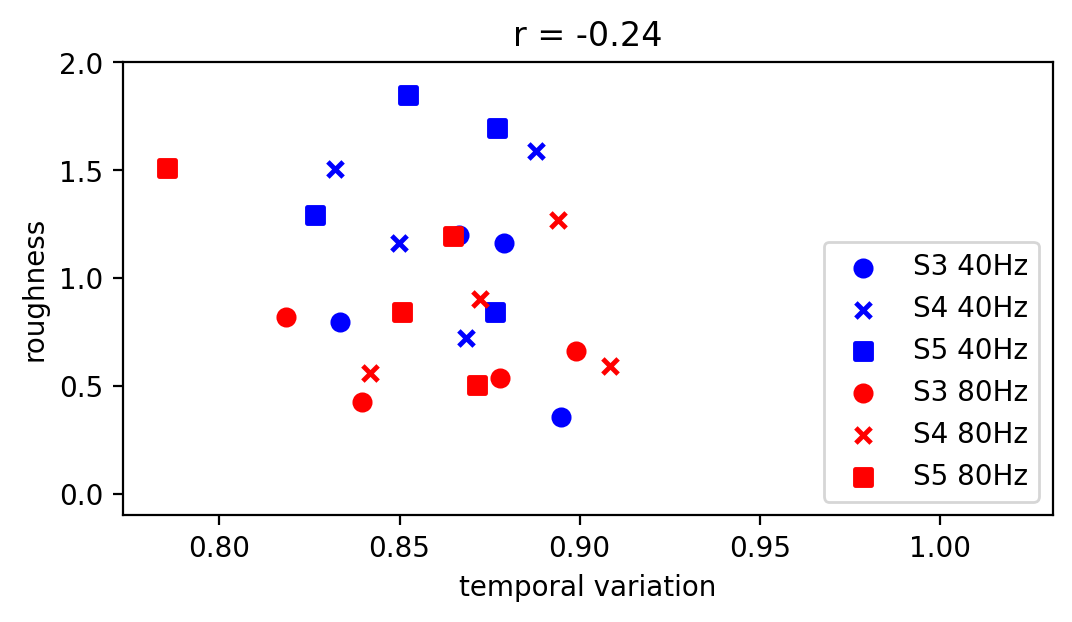 r = -0.24
roughness
2.0
1.5
1.0
0.5
0.0
0.80 0.85 0.90 0.95 1.00
temporal variation
S3 40Hz
S4 40Hz
S5 40Hz
S3 80Hz
S4 80Hz
S5 80Hz